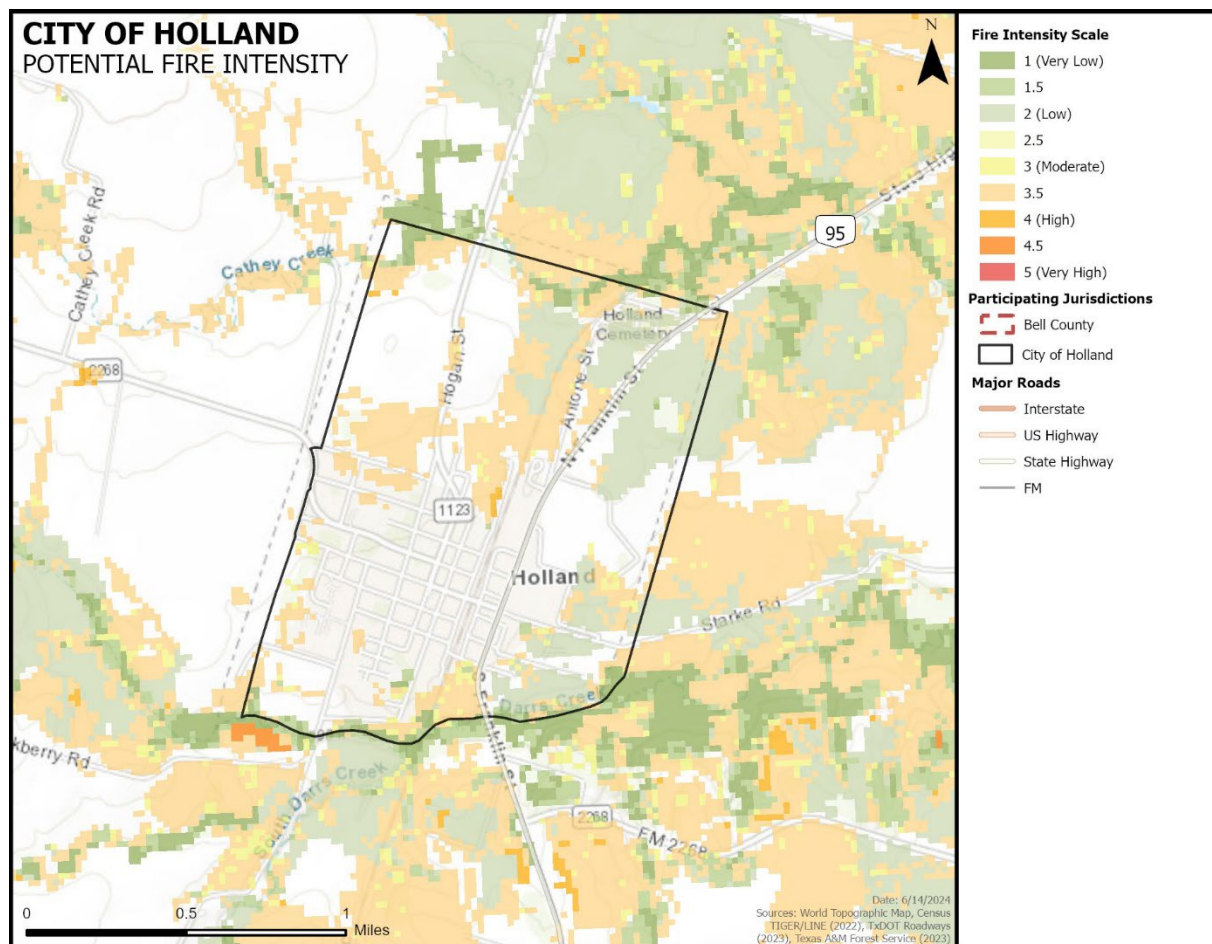 CITY OF HOLLAND
POTENTIAL FIRE INTENSITY
N
Fire Intensity Scale
1 (Very Low)
1.5
2 (Low)
2.5
3 (Moderate)
3.5
4 (High)
4.5
5 (Very High)
Participating Jurisdictions
Bell County
City of Holland
Major Roads
Interstate
US Highway
State Highway
FM
Cathey Creek Rd
Cathey Creek
2268
Hogan St
Holland
Cemetery
Antone St
N Franklin St
State Hig
95
1123
Holland
Starke Rd
Darrs Creek
S Franklin St
kberry Rd
South Darrs Creek
2268
FM 2268
0 0.5 1
Miles
Date: 6/14/2024
Sources: World Topographic Map, Census
TIGER/LINE (2022), TxDOT Roadways
(2023), Texas A&M Forest Service (2023)